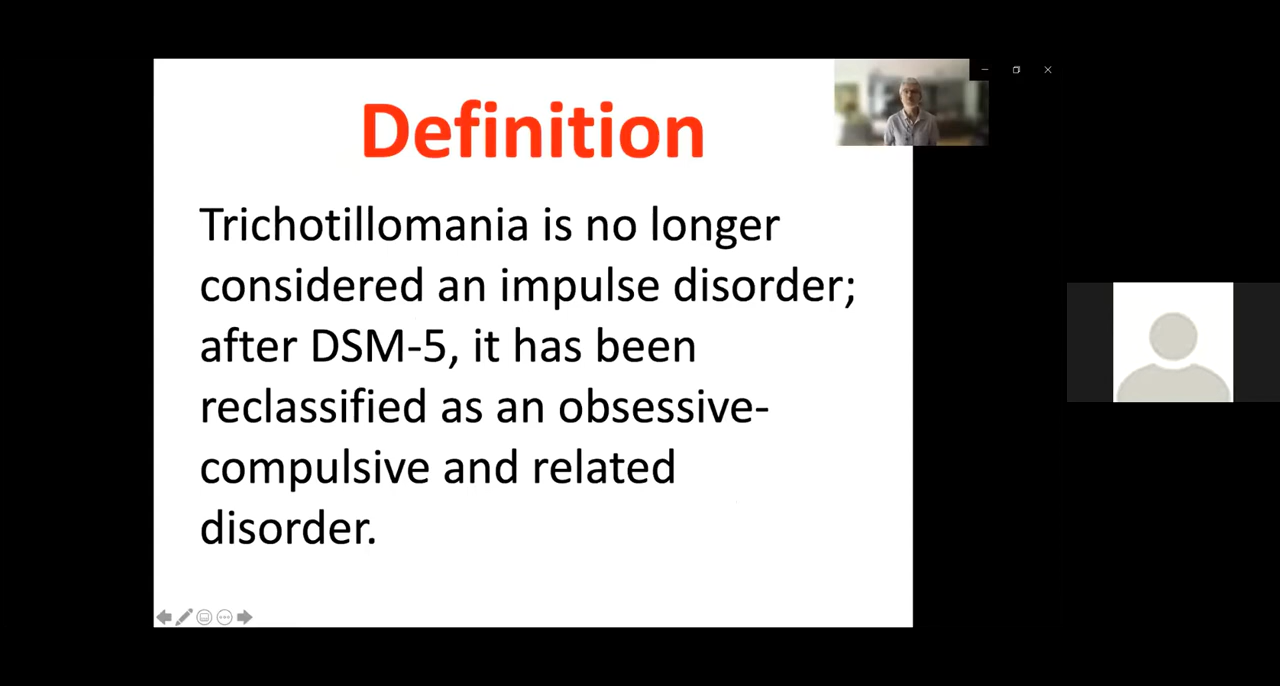 Definition
Trichotillomania is no longer
considered an impulse disorder;
after DSM-5, it has been
reclassified as an obsessive-
compulsive and related
disorder.